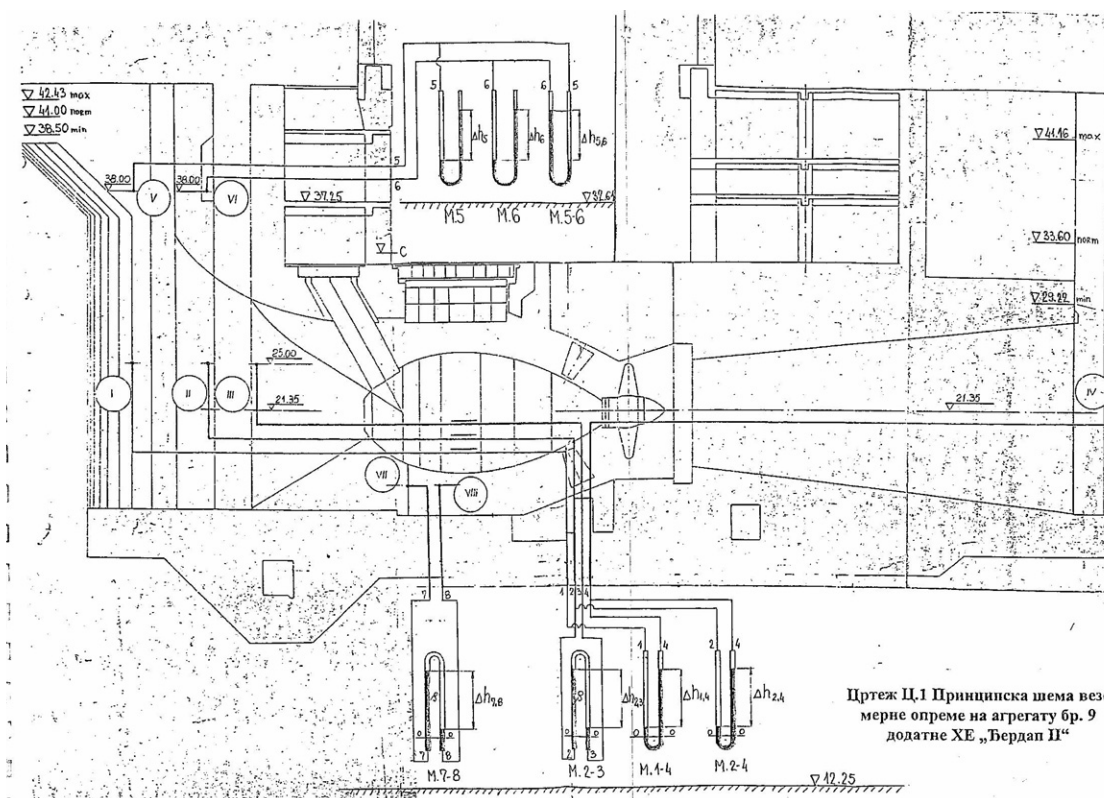 ▽ 42.43 max
▽ 41.00 norm
▽ 38.50 min
38.00
38.00
V
VI
▽ 37.25
▽ C
5
6
5
6
6
5
Δh5
Δh6
Δh5,6
M.5
M.6
M.5-6
▽ 41.16 max
▽ 33.60 norm
▽ 29.22 min
I
II
III
IV
▽ 25.00
▽ 21.35
▽ 21.35
VII
VIII
7
8
1
2
3
4
1
4
2
4
Δh7,8
Δh2,3
Δh1,4
Δh2,4
7
8
2
3
M.7-8
M.2-3
M.1-4
M.2-4
Цртеж Ц.1 Принципска шема
мерне опреме на агрегату бр. 9
додатне ХЕ „Ђердап II“
▽ 12.25